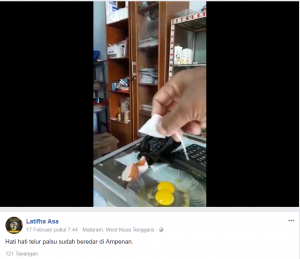 Latifha Asa
17 Februari pukul 7:44 · Mataram, West Nusa Tenggara
Hati hati telur palsu sudah beredar di Ampenan.
121 Tayangan